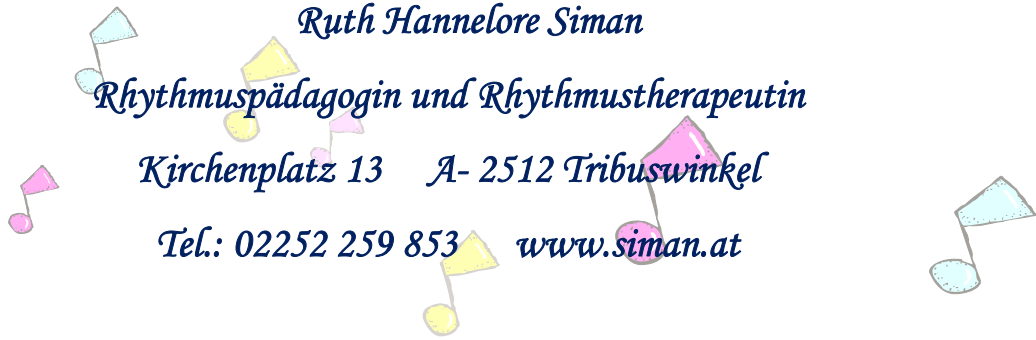 Ruth Hannelore Siman
Rhythmuspädagogin und Rhythmustherapeutin
Kirchenplatz 13 A- 2512 Tribuswinkel
Tel.: 02252 259 853 www.siman.at